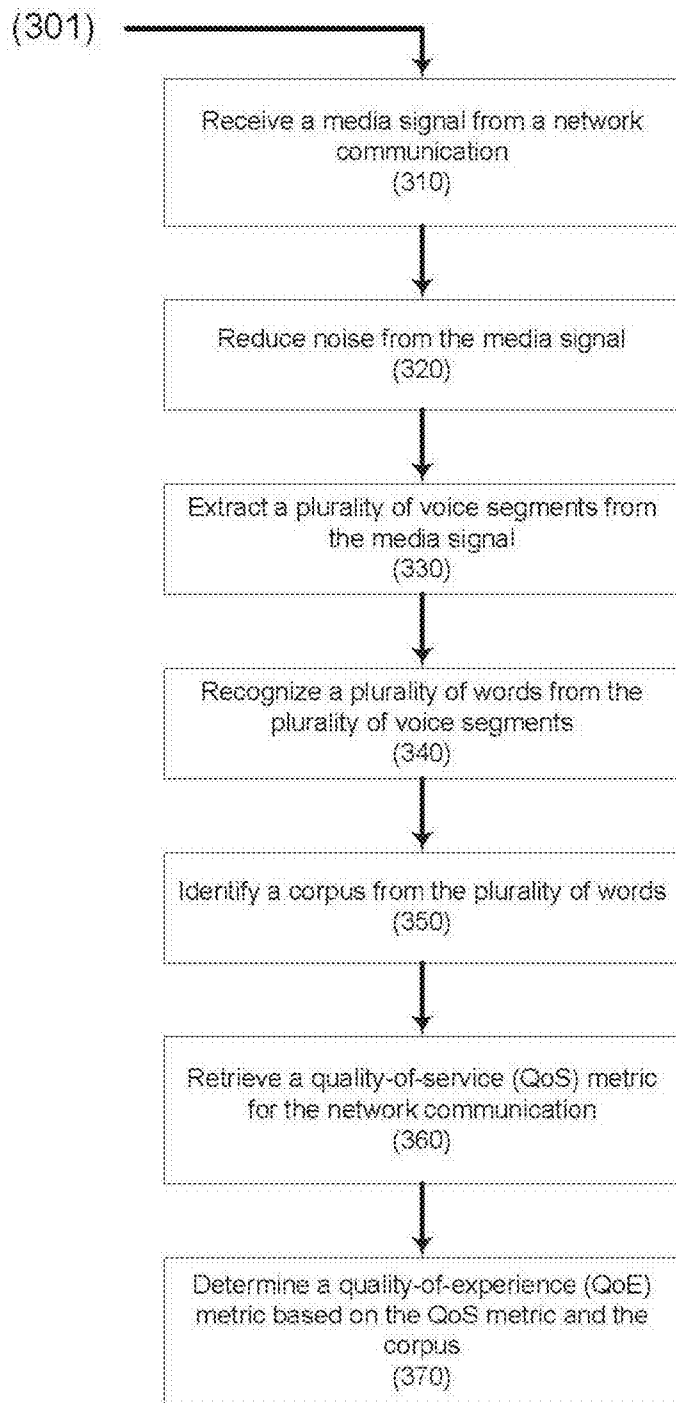 (301)
Receive a media signal from a network
communication
(310)
Reduce noise from the media signal
(320)
Extract a plurality of voice segments from
the media signal
(330)
Recognize a plurality of words from the
plurality of voice segments
(340)
Identify a corpus from the plurality of words
(350)
Retrieve a quality-of-service (QoS) metric
for the network communication
(360)
Determine a quality-of-experience (QoE)
metric based on the QoS metric and the
corpus
(370)